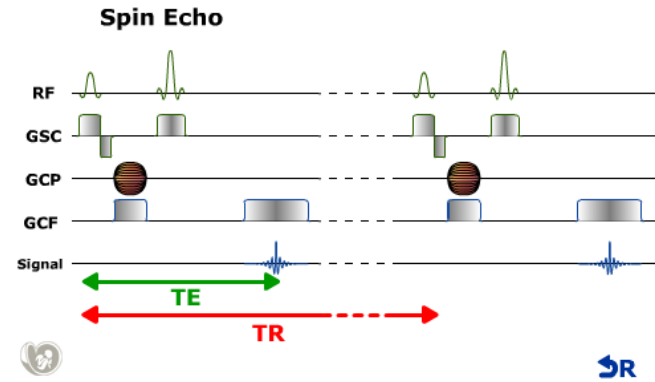 Spin Echo
RF
GSC
GCP
GCF
Signal
TE
TR
R